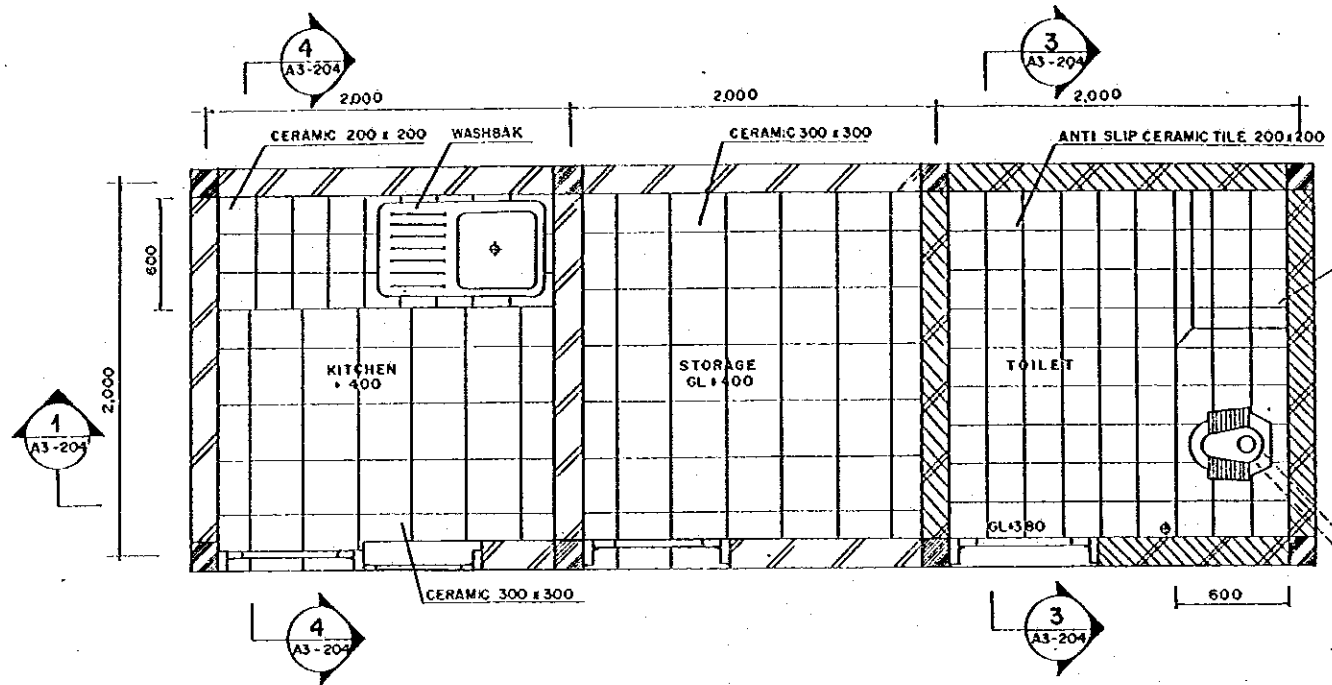 4
A3-204
3
A3-204
2,000
2,000
2,000
CERAMIC 200 x 200
WASHBAK
CERAMIC 300 x 300
ANTI SLIP CERAMIC TILE 200x200
600
2,000
KITCHEN
+ 400
STORAGE
GL+400
TOILET
1
A3-204
GL+380
CERAMIC 300 x 300
600
4
A3-204
3
A3-204